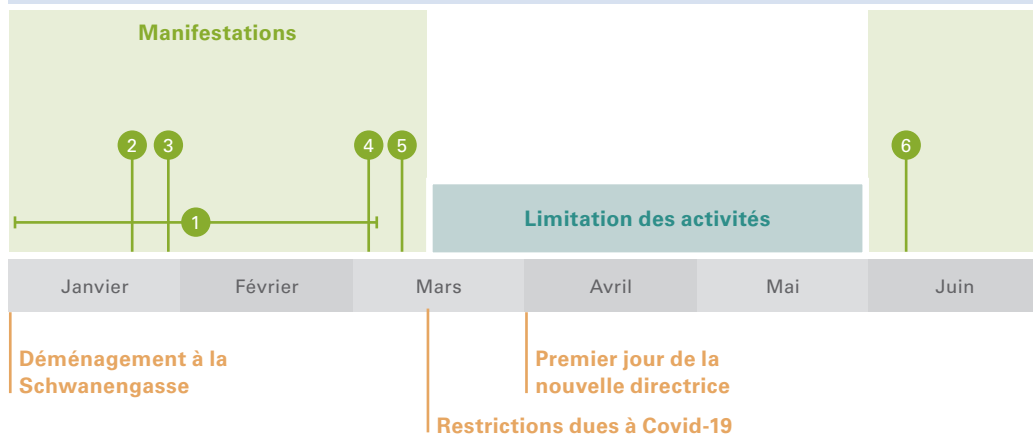 Manifestations
2 3 4 5 6
1
Limitation des activités
Janvier Février Mars Avril Mai Juin
Déménagement à la
Schwanengasse
Premier jour de la
nouvelle directrice
Restrictions dues à Covid-19